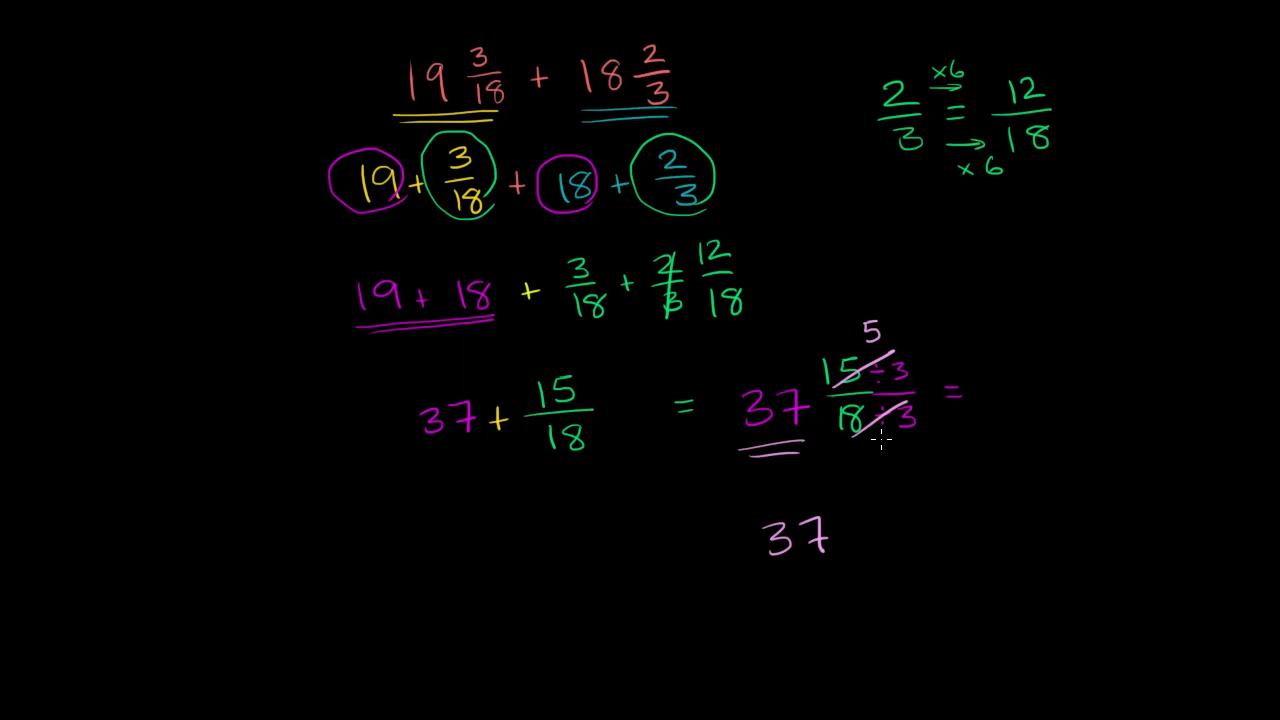 19 3/18 + 18 2/3
19 + 3/18 + 18 + 2/3
19 + 18 + 3/18 + 2/3 12/18
37 + 15/18 = 37 15÷3/18÷3 =
5
37
×6
2/3 = 12/18
×6